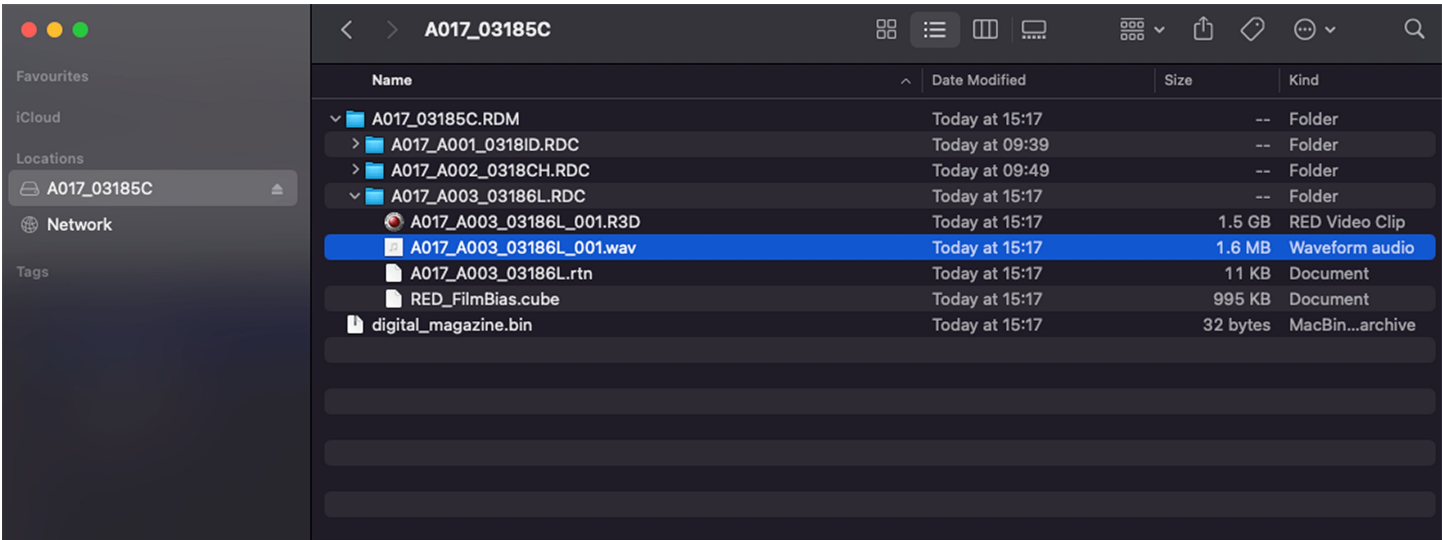 A017_03185C
Favourites
iCloud
Locations
A017_03185C
Network
Tags
Name Date Modified Size Kind
A017_03185C.RDM Today at 15:17 -- Folder
A017_A001_0318ID.RDC Today at 09:39 -- Folder
A017_A002_0318CH.RDC Today at 09:49 -- Folder
A017_A003_03186L.RDC Today at 15:17 -- Folder
A017_A003_03186L_001.R3D Today at 15:17 1.5 GB RED Video Clip
A017_A003_03186L_001.wav Today at 15:17 1.6 MB Waveform audio
A017_A003_03186L.rtn Today at 15:17 11 KB Document
RED_FilmBias.cube Today at 15:17 995 KB Document
digital_magazine.bin Today at 15:17 32 bytes MacBin...archive